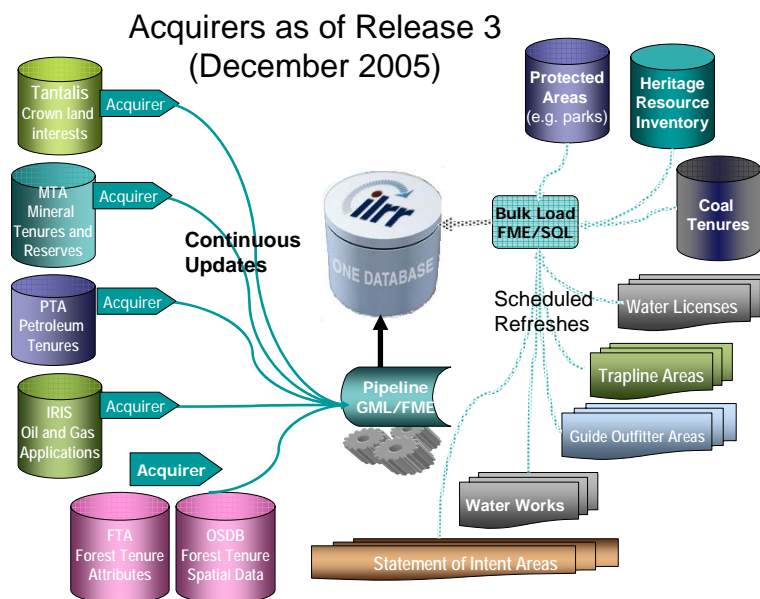 Acquirers as of Release 3
(December 2005)
Tantalis
Crown land
interests
Acquirer
MTA
Mineral
Tenures and
Reserves
Acquirer
PTA
Petroleum
Tenures
Acquirer
IRIS
Oil and Gas
Applications
Acquirer
Acquirer
FTA
Forest Tenure
Attributes
OSDB
Forest Tenure
Spatial Data
Continuous
Updates
ilrr
ONE DATABASE
Pipeline
GML/FME
Protected
Areas
(e.g. parks)
Heritage
Resource
Inventory
Coal
Tenures
Bulk Load
FME/SQL
Scheduled
Refreshes
Water Licenses
Trapline Areas
Guide Outfitter Areas
Water Works
Statement of Intent Areas